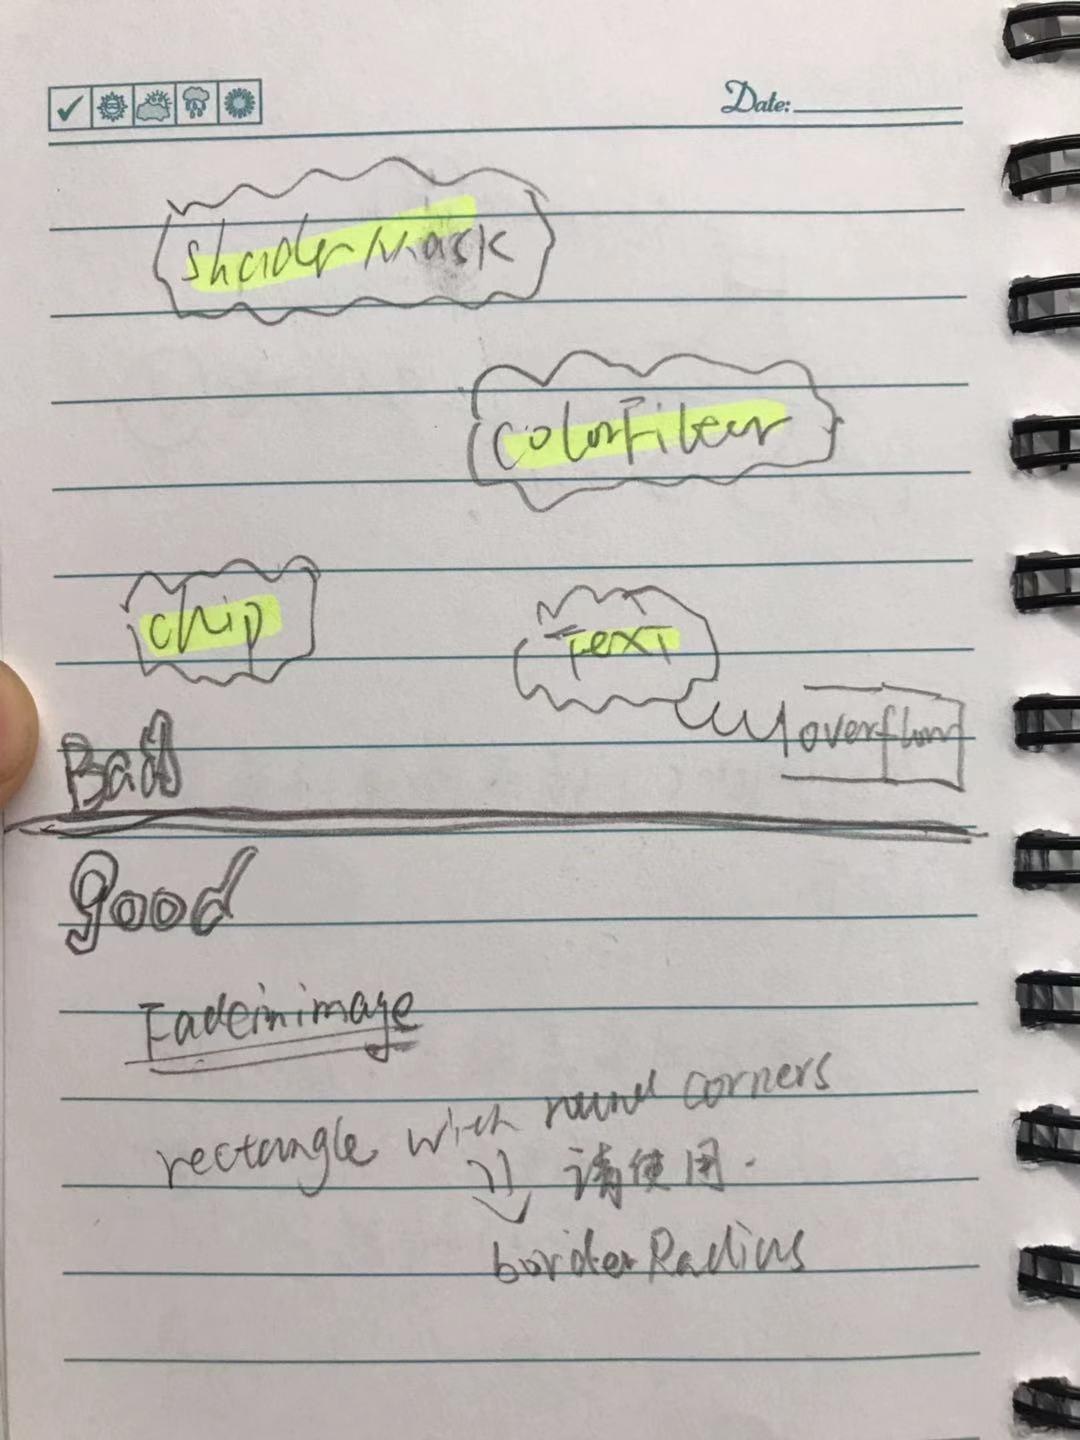 Date:
ShaderMask
ColorFilter
chip
Text
overflow
Bad
good
Fadeinimage
rectangle with round corners
请使用.
borderRadius